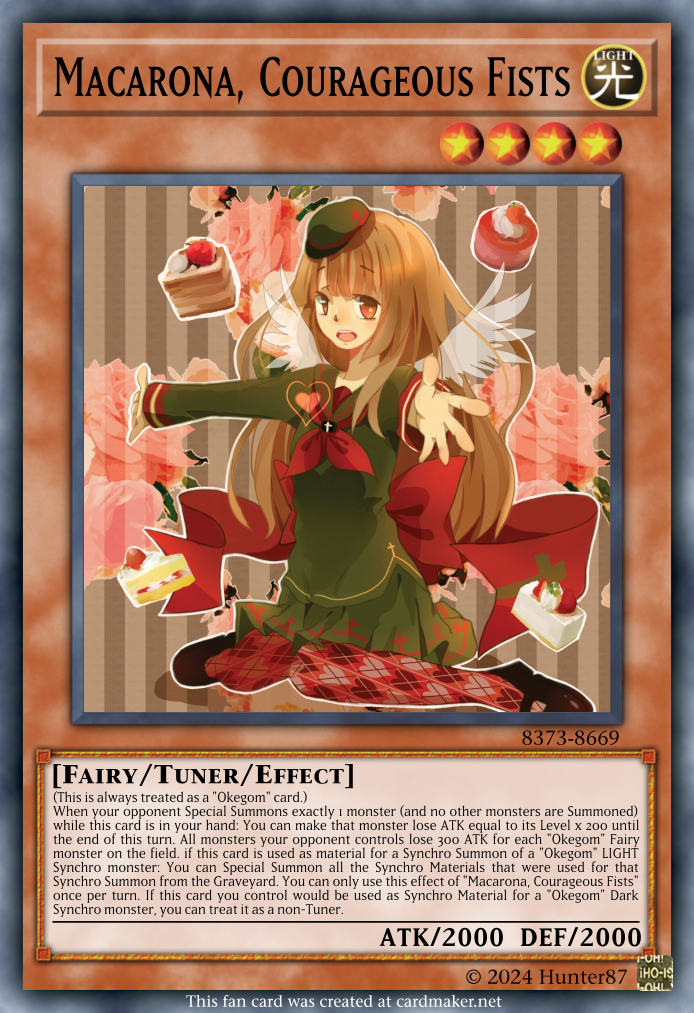 Macarona, Courageous Fists
LIGHT
光
8373-8669
[Fairy/Tuner/Effect]
(This is always treated as a "Okegom" card.)
When your opponent Special Summons exactly 1 monster (and no other monsters are Summoned)
while this card is in your hand: You can make that monster lose ATK equal to its Level x 200 until
the end of this turn. All monsters your opponent controls lose 300 ATK for each "Okegom" Fairy
monster on the field. if this card is used as material for a Synchro Summon of a "Okegom" LIGHT
Synchro monster: You can Special Summon all the Synchro Materials that were used for that
Synchro Summon from the Graveyard. You can only use this effect of "Macarona, Courageous Fists"
once per turn. If this card you control would be used as Synchro Material for a "Okegom" Dark
Synchro monster, you can treat it as a non-Tuner.
ATK/2000 DEF/2000
© 2024 Hunter87
This fan card was created at cardmaker.net